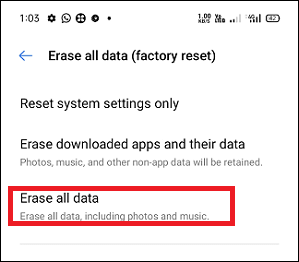 1:03 1.00 KB/s 4G 82
Erase all data (factory reset)
Reset system settings only
Erase downloaded apps and their data
Photos, music, and other non-app data will be retained.
Erase all data
Erase all data, including photos and music.